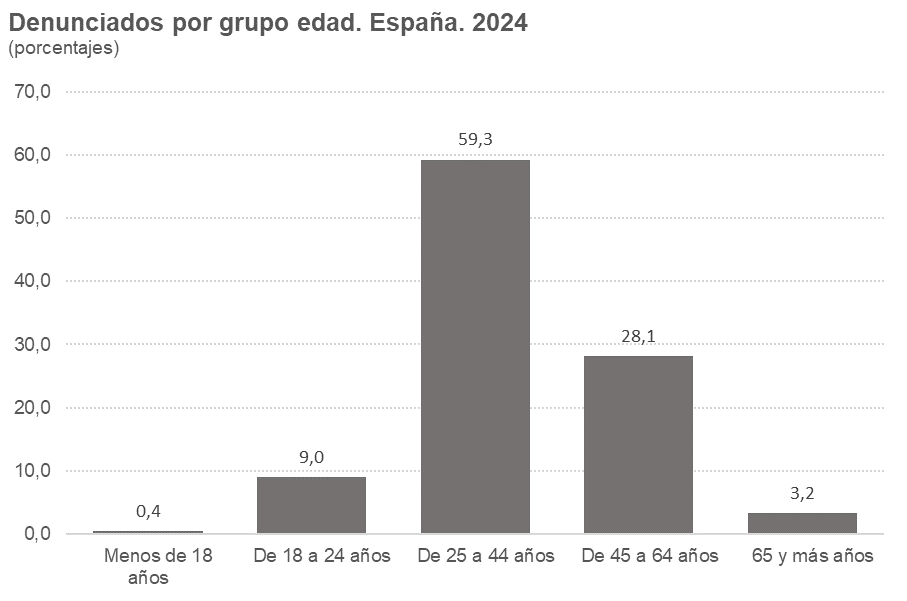 Denunciados por grupo edad. España. 2024
(porcentajes)
70,0
60,0
50,0
40,0
30,0
20,0
10,0
0,0
0,4
9,0
59,3
28,1
3,2
Menos de 18
años
De 18 a 24 años
De 25 a 44 años
De 45 a 64 años
65 y más años